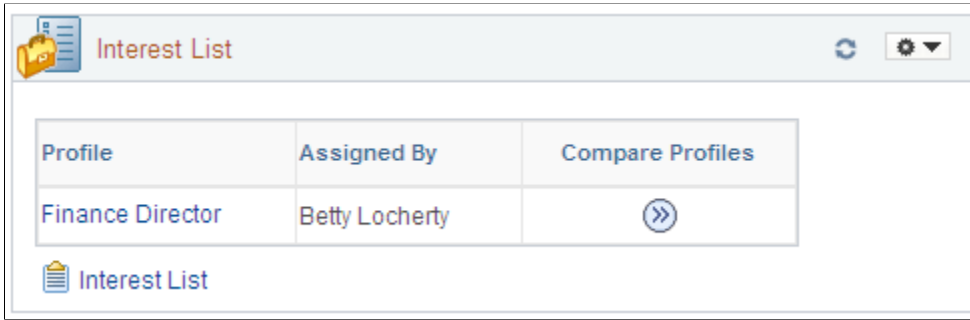 Interest List
Profile Assigned By Compare Profiles
Finance Director Betty Locherty
Interest List